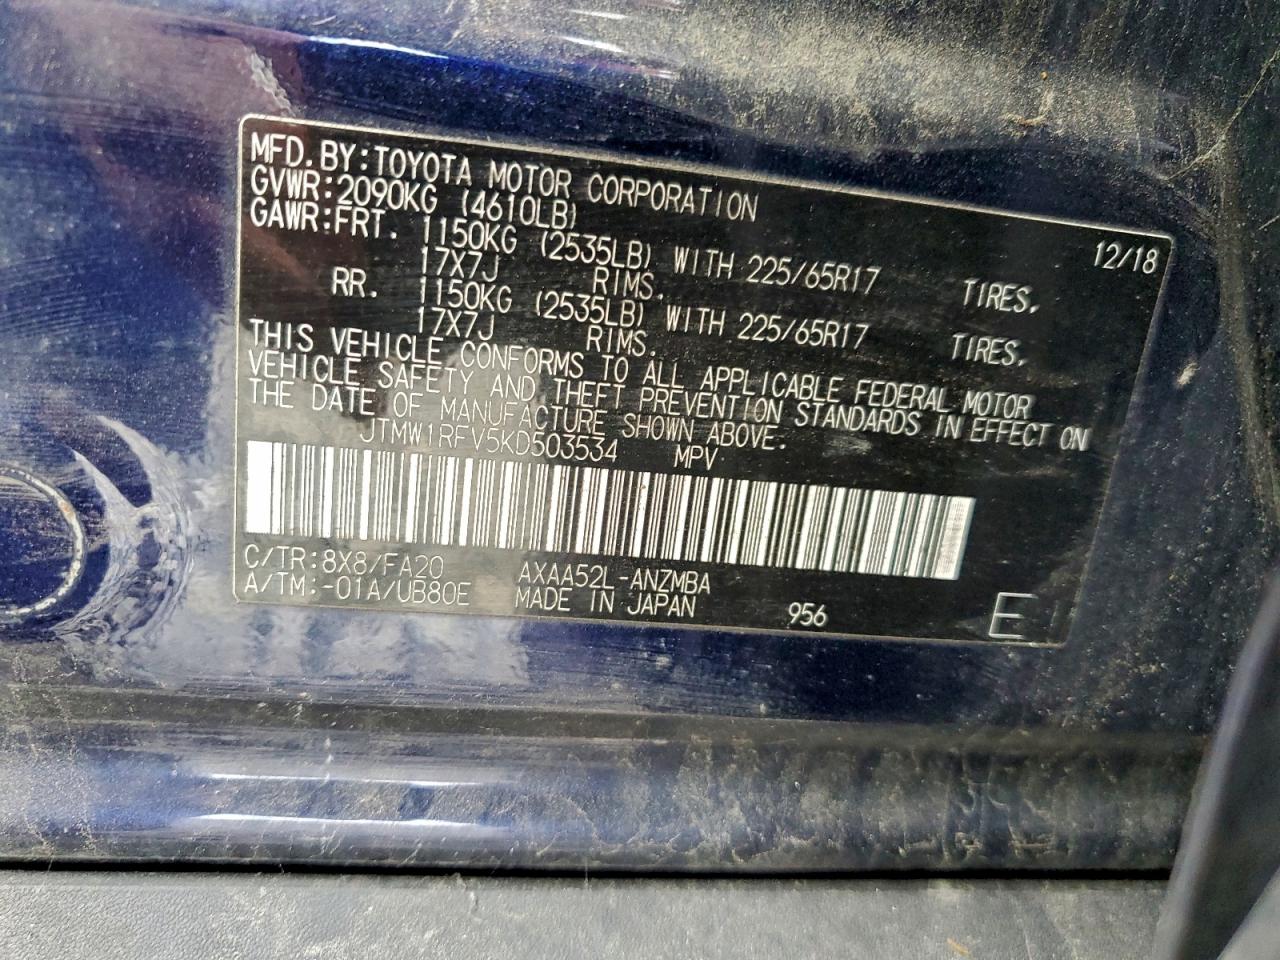 MFD.BY:TOYOTA MOTOR CORPORATION 12/18
GVWR:2090KG (4610LB)
GAWR:FRT. 1150KG (2535LB) WITH 225/65R17 TIRES,
17X7J RIMS.
RR. 1150KG (2535LB) WITH 225/65R17 TIRES,
17X7J RIMS.
THIS VEHICLE CONFORMS TO ALL APPLICABLE FEDERAL MOTOR
VEHICLE SAFETY AND THEFT PREVENTION STANDARDS IN EFFECT ON
THE DATE OF MANUFACTURE SHOWN ABOVE.
JTMW1RFV5KD503534 MPV
C/TR:8X8/FA20 AXAA52L-ANZMBA
A/TM:-01A/UB80E MADE IN JAPAN 956 E